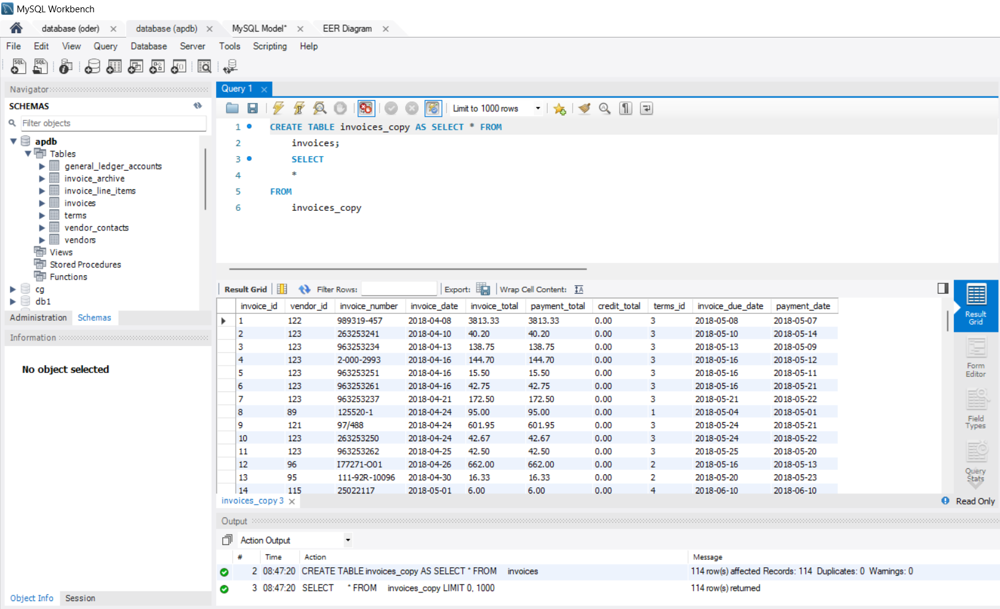 MySQL Workbench
database (oder) database (apdb) MySQL Model* EER Diagram
File Edit View Query Database Server Tools Scripting Help
Navigator
SCHEMAS
Filter objects
apdb
Tables
general_ledger_accounts
invoice_archive
invoice_line_items
invoices
terms
vendor_contacts
vendors
Views
Stored Procedures
Functions
cg
db1
Administration Schemas
Information
No object selected
Object Info Session
Query 1
Limit to 1000 rows
1 CREATE TABLE invoices_copy AS SELECT * FROM
2 invoices;
3 SELECT
4 *
5 FROM
6 invoices_copy
Result Grid Filter Rows: Export: Wrap Cell Content:
invoice_id vendor_id invoice_number invoice_date invoice_total payment_total credit_total terms_id invoice_due_date payment_date
1 122 989319-457 2018-04-08 3813.33 3813.33 0.00 3 2018-05-08 2018-05-07
2 123 263253241 2018-04-10 40.20 40.20 0.00 3 2018-05-10 2018-05-14
3 123 963253234 2018-04-13 138.75 138.75 0.00 3 2018-05-13 2018-05-09
4 123 2-000-2993 2018-04-16 144.70 144.70 0.00 3 2018-05-16 2018-05-12
5 123 963253251 2018-04-16 15.50 15.50 0.00 3 2018-05-16 2018-05-11
6 123 963253261 2018-04-16 42.75 42.75 0.00 3 2018-05-16 2018-05-21
7 123 963253237 2018-04-21 172.50 172.50 0.00 3 2018-05-21 2018-05-22
8 89 125520-1 2018-04-24 95.00 95.00 0.00 1 2018-05-04 2018-05-01
9 121 97/488 2018-04-24 601.95 601.95 0.00 3 2018-05-24 2018-05-21
10 123 263253250 2018-04-24 42.67 42.67 0.00 3 2018-05-24 2018-05-22
11 123 963253262 2018-04-25 42.50 42.50 0.00 3 2018-05-25 2018-05-20
12 96 I77271-O01 2018-04-26 662.00 662.00 0.00 2 2018-05-16 2018-05-13
13 95 111-92R-10096 2018-04-30 16.33 16.33 0.00 2 2018-05-20 2018-05-23
14 115 25022117 2018-05-01 6.00 6.00 0.00 4 2018-06-10 2018-06-10
Result
Grid
Form
Editor
Field
Types
Query
Stats
invoices_copy 3
Read Only
Output
Action Output
# Time Action Message
2 08:47:20 CREATE TABLE invoices_copy AS SELECT * FROM invoices 114 row(s) affected Records: 114 Duplicates: 0 Warnings: 0
3 08:47:20 SELECT * FROM invoices_copy LIMIT 0, 1000 114 row(s) returned